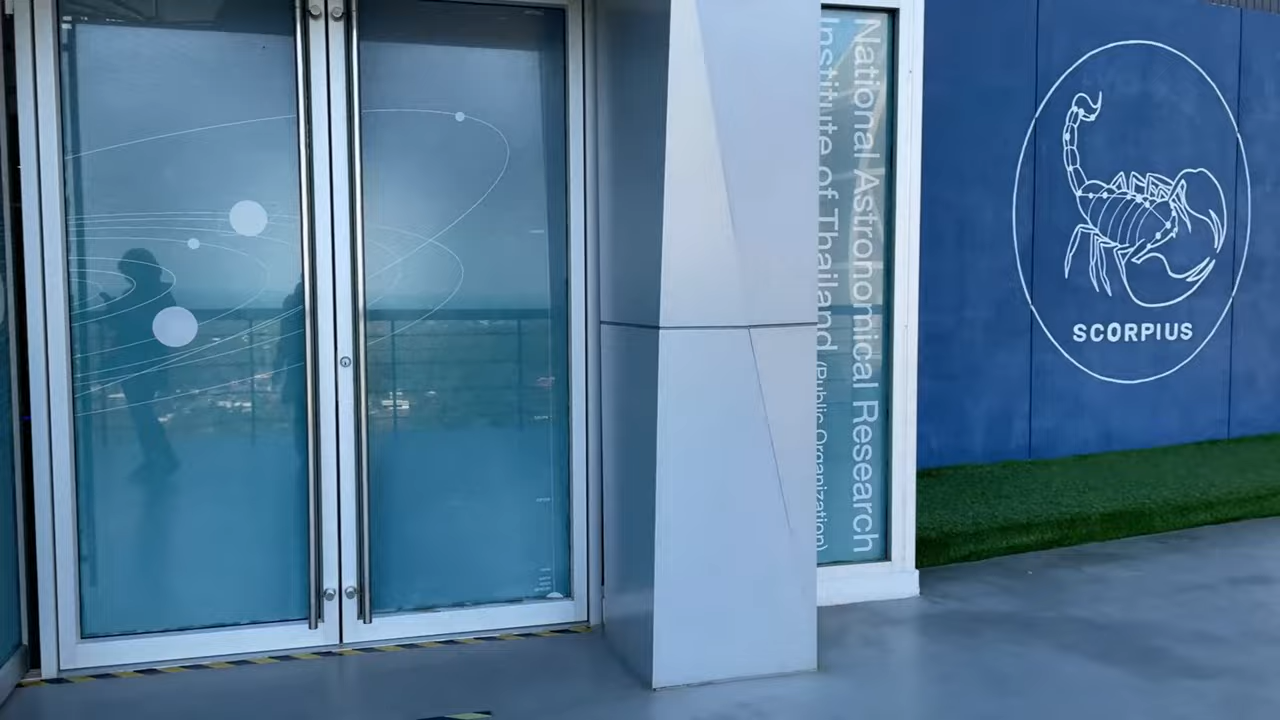 National Astronomical Research
Institute of Thailand (Public Organization)
SCORPIUS